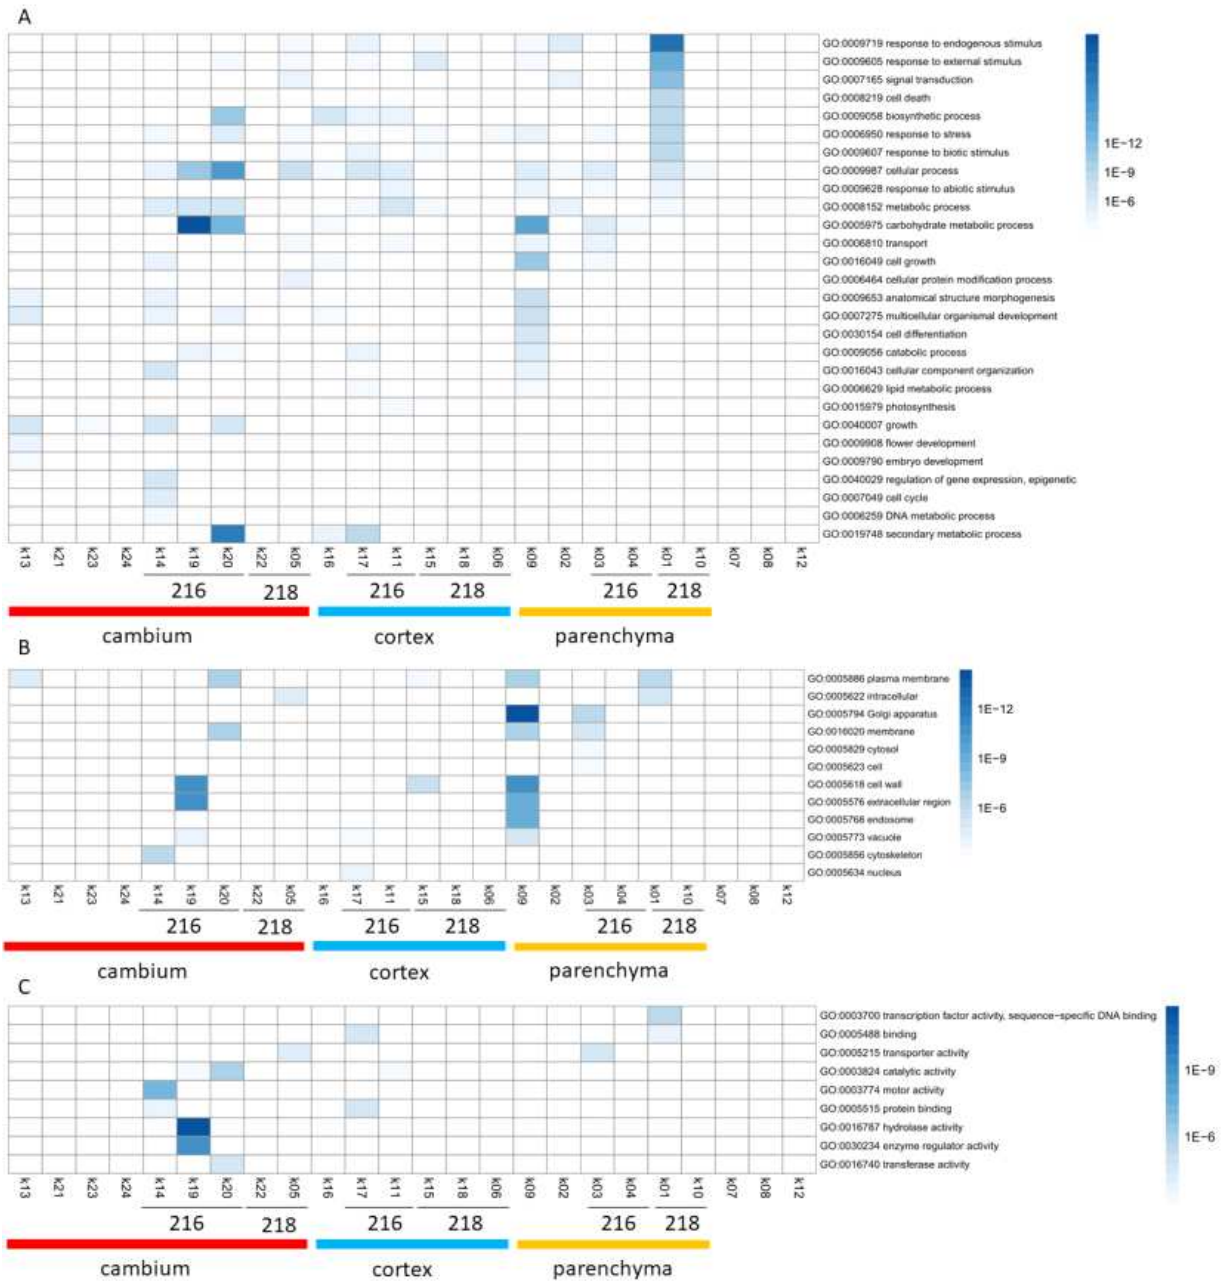 A
GO:0009719 response to endogenous stimulus
GO:0009605 response to external stimulus
GO:0007165 signal transduction
GO:0008219 cell death
GO:0009058 biosynthetic process
GO:0006950 response to stress
GO:0009607 response to biotic stimulus
GO:0009987 cellular process
GO:0009628 response to abiotic stimulus
GO:0008152 metabolic process
GO:0005975 carbohydrate metabolic process
GO:0006810 transport
GO:0016049 cell growth
GO:0006464 cellular protein modification process
GO:0009653 anatomical structure morphogenesis
GO:0007275 multicellular organismal development
GO:0030154 cell differentiation
GO:0009056 catabolic process
GO:0016043 cellular component organization
GO:0006629 lipid metabolic process
GO:0015979 photosynthesis
GO:0040007 growth
GO:0009908 flower development
GO:0009790 embryo development
GO:0040029 regulation of gene expression, epigenetic
GO:0007049 cell cycle
GO:0006259 DNA metabolic process
GO:0019748 secondary metabolic process
1E−12
1E−9
1E−6
k13 k21 k23 k24 k14 k19 k20 k22 k05 k16 k17 k11 k15 k18 k06 k09 k02 k03 k04 k01 k10 k07 k08 k12
216 218 216 218 216 218
cambium cortex parenchyma
B
GO:0005886 plasma membrane
GO:0005622 intracellular
GO:0005794 Golgi apparatus
GO:0016020 membrane
GO:0005829 cytosol
GO:0005623 cell
GO:0005618 cell wall
GO:0005576 extracellular region
GO:0005768 endosome
GO:0005773 vacuole
GO:0005856 cytoskeleton
GO:0005634 nucleus
1E−12
1E−9
1E−6
k13 k21 k23 k24 k14 k19 k20 k22 k05 k16 k17 k11 k15 k18 k06 k09 k02 k03 k04 k01 k10 k07 k08 k12
216 218 216 218 216 218
cambium cortex parenchyma
C
GO:0003700 transcription factor activity, sequence−specific DNA binding
GO:0005488 binding
GO:0005215 transporter activity
GO:0003824 catalytic activity
GO:0003774 motor activity
GO:0005515 protein binding
GO:0016787 hydrolase activity
GO:0030234 enzyme regulator activity
GO:0016740 transferase activity
1E−9
1E−6
k13 k21 k23 k24 k14 k19 k20 k22 k05 k16 k17 k11 k15 k18 k06 k09 k02 k03 k04 k01 k10 k07 k08 k12
216 218 216 218 216 218
cambium cortex parenchyma